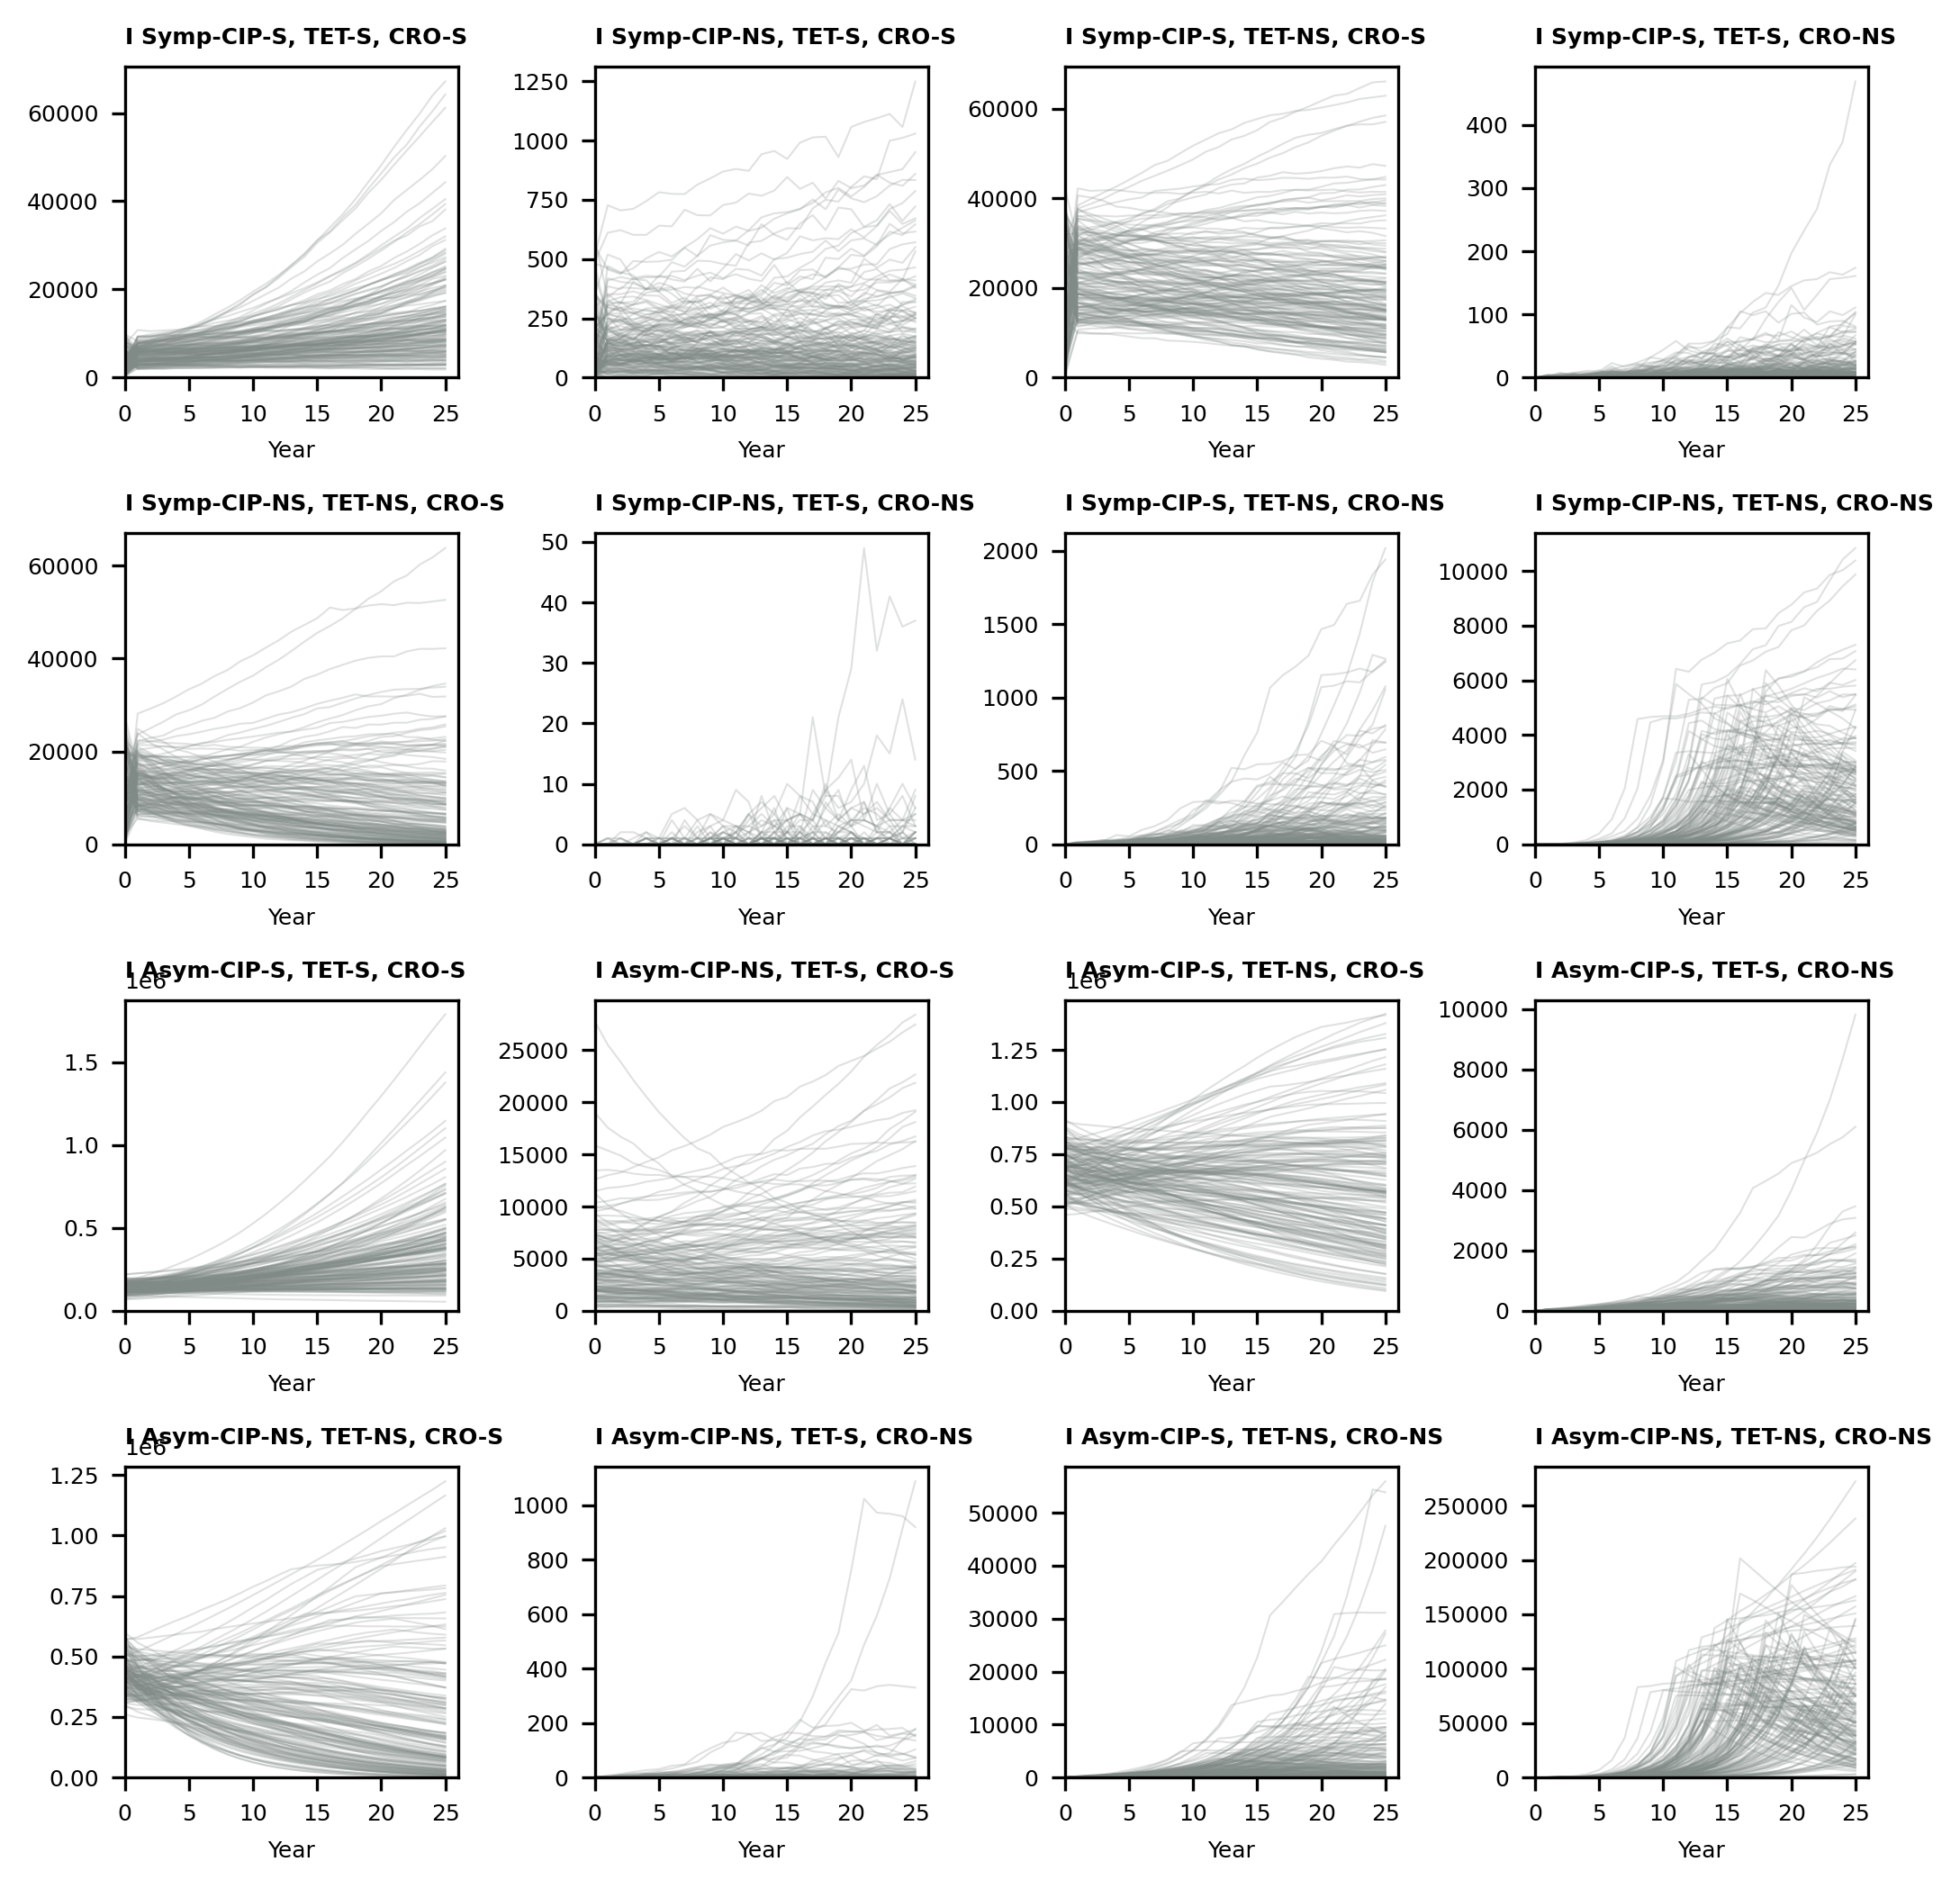 I Symp-CIP-S, TET-S, CRO-S
60000
40000
20000
0
0 5 10 15 20 25
Year
I Symp-CIP-NS, TET-S, CRO-S
1250
1000
750
500
250
0
0 5 10 15 20 25
Year
I Symp-CIP-S, TET-NS, CRO-S
60000
40000
20000
0
0 5 10 15 20 25
Year
I Symp-CIP-S, TET-S, CRO-NS
400
300
200
100
0
0 5 10 15 20 25
Year
I Symp-CIP-NS, TET-NS, CRO-S
60000
40000
20000
0
0 5 10 15 20 25
Year
I Symp-CIP-NS, TET-S, CRO-NS
50
40
30
20
10
0
0 5 10 15 20 25
Year
I Symp-CIP-S, TET-NS, CRO-NS
2000
1500
1000
500
0
0 5 10 15 20 25
Year
I Symp-CIP-NS, TET-NS, CRO-NS
10000
8000
6000
4000
2000
0
0 5 10 15 20 25
Year
I Asym-CIP-S, TET-S, CRO-S
1e6
1.5
1.0
0.5
0.0
0 5 10 15 20 25
Year
I Asym-CIP-NS, TET-S, CRO-S
25000
20000
15000
10000
5000
0
0 5 10 15 20 25
Year
I Asym-CIP-S, TET-NS, CRO-S
1e6
1.25
1.00
0.75
0.50
0.25
0.00
0 5 10 15 20 25
Year
I Asym-CIP-S, TET-S, CRO-NS
10000
8000
6000
4000
2000
0
0 5 10 15 20 25
Year
I Asym-CIP-NS, TET-NS, CRO-S
1e6
1.25
1.00
0.75
0.50
0.25
0.00
0 5 10 15 20 25
Year
I Asym-CIP-NS, TET-S, CRO-NS
1000
800
600
400
200
0
0 5 10 15 20 25
Year
I Asym-CIP-S, TET-NS, CRO-NS
50000
40000
30000
20000
10000
0
0 5 10 15 20 25
Year
I Asym-CIP-NS, TET-NS, CRO-NS
250000
200000
150000
100000
50000
0
0 5 10 15 20 25
Year